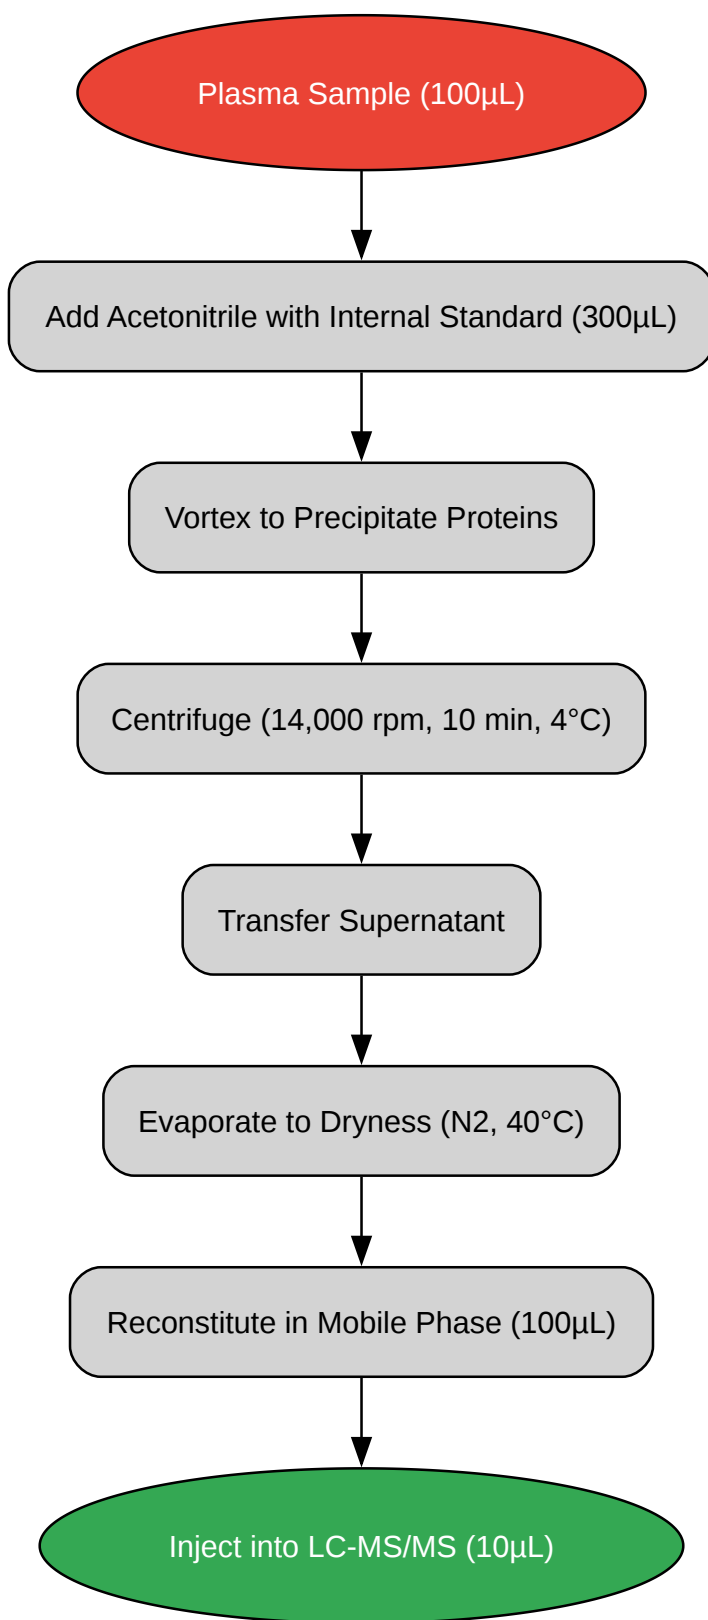 Plasma Sample (100µL)
Add Acetonitrile with Internal Standard (300µL)
Vortex to Precipitate Proteins
Centrifuge (14,000 rpm, 10 min, 4°C)
Transfer Supernatant
Evaporate to Dryness (N2, 40°C)
Reconstitute in Mobile Phase (100µL)
Inject into LC-MS/MS (10µL)